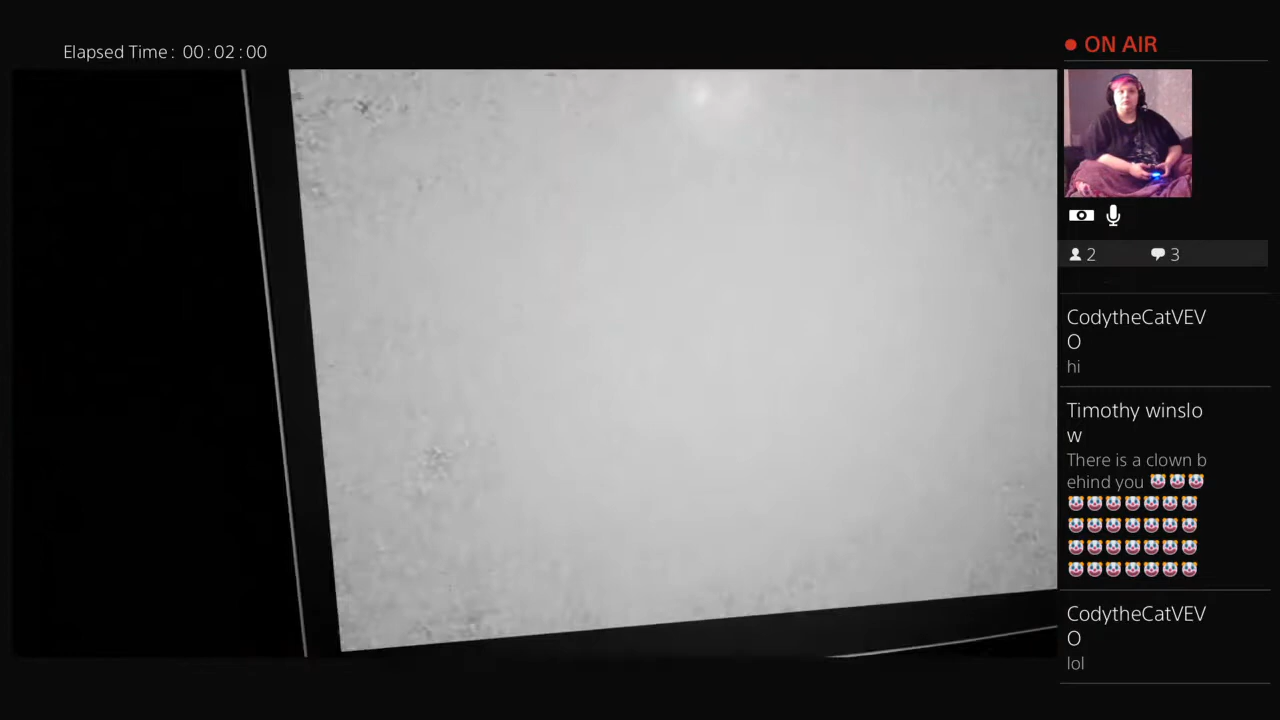 Elapsed Time: 00:02:00
ON AIR
2 3
CodytheCatVEV
O
hi
Timothy winslo
w
There is a clown b
ehind you 🤡🤡🤡
🤡🤡🤡🤡🤡🤡🤡
🤡🤡🤡🤡🤡🤡🤡
🤡🤡🤡🤡🤡🤡🤡
🤡🤡🤡🤡🤡🤡🤡
CodytheCatVEV
O
lol